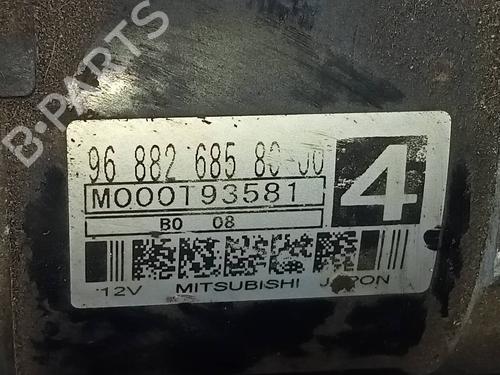 B-PARTS
96 882 685 80 00
4
M000T93581
B0 08
12V MITSUBISHI JAPON